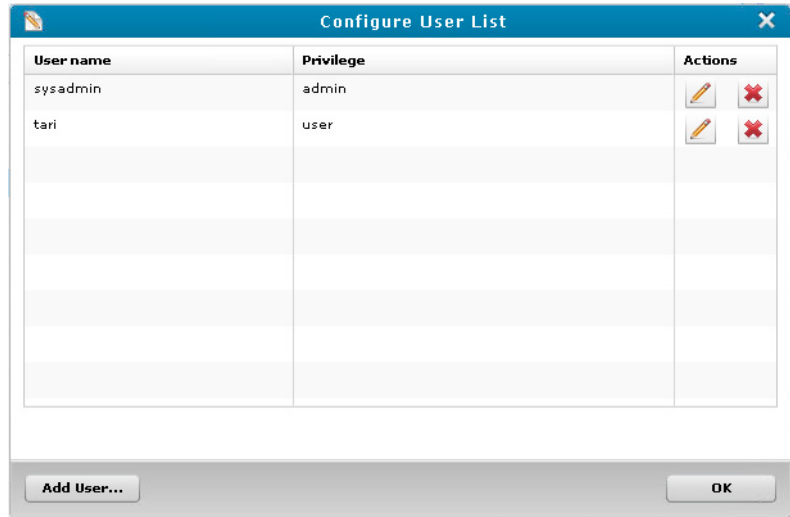 Configure User List
User name Privilege Actions
sysadmin admin
tari user
Add User... OK